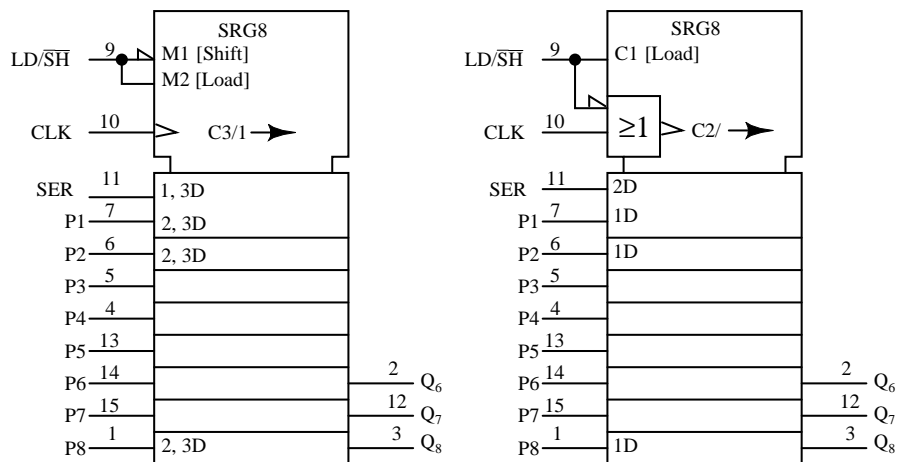 SRG8
LD/SH 9 M1 [Shift]
M2 [Load]
CLK 10 C3/1
SER 11 1, 3D
P1 7 2, 3D
P2 6 2, 3D
P3 5
P4 4
P5 13
P6 14 2 Q6
P7 15 12 Q7
P8 1 2, 3D 3 Q8
SRG8
LD/SH 9 C1 [Load]
CLK 10 ≥1 C2/
SER 11 2D
P1 7 1D
P2 6 1D
P3 5
P4 4
P5 13
P6 14 2 Q6
P7 15 12 Q7
P8 1 1D 3 Q8